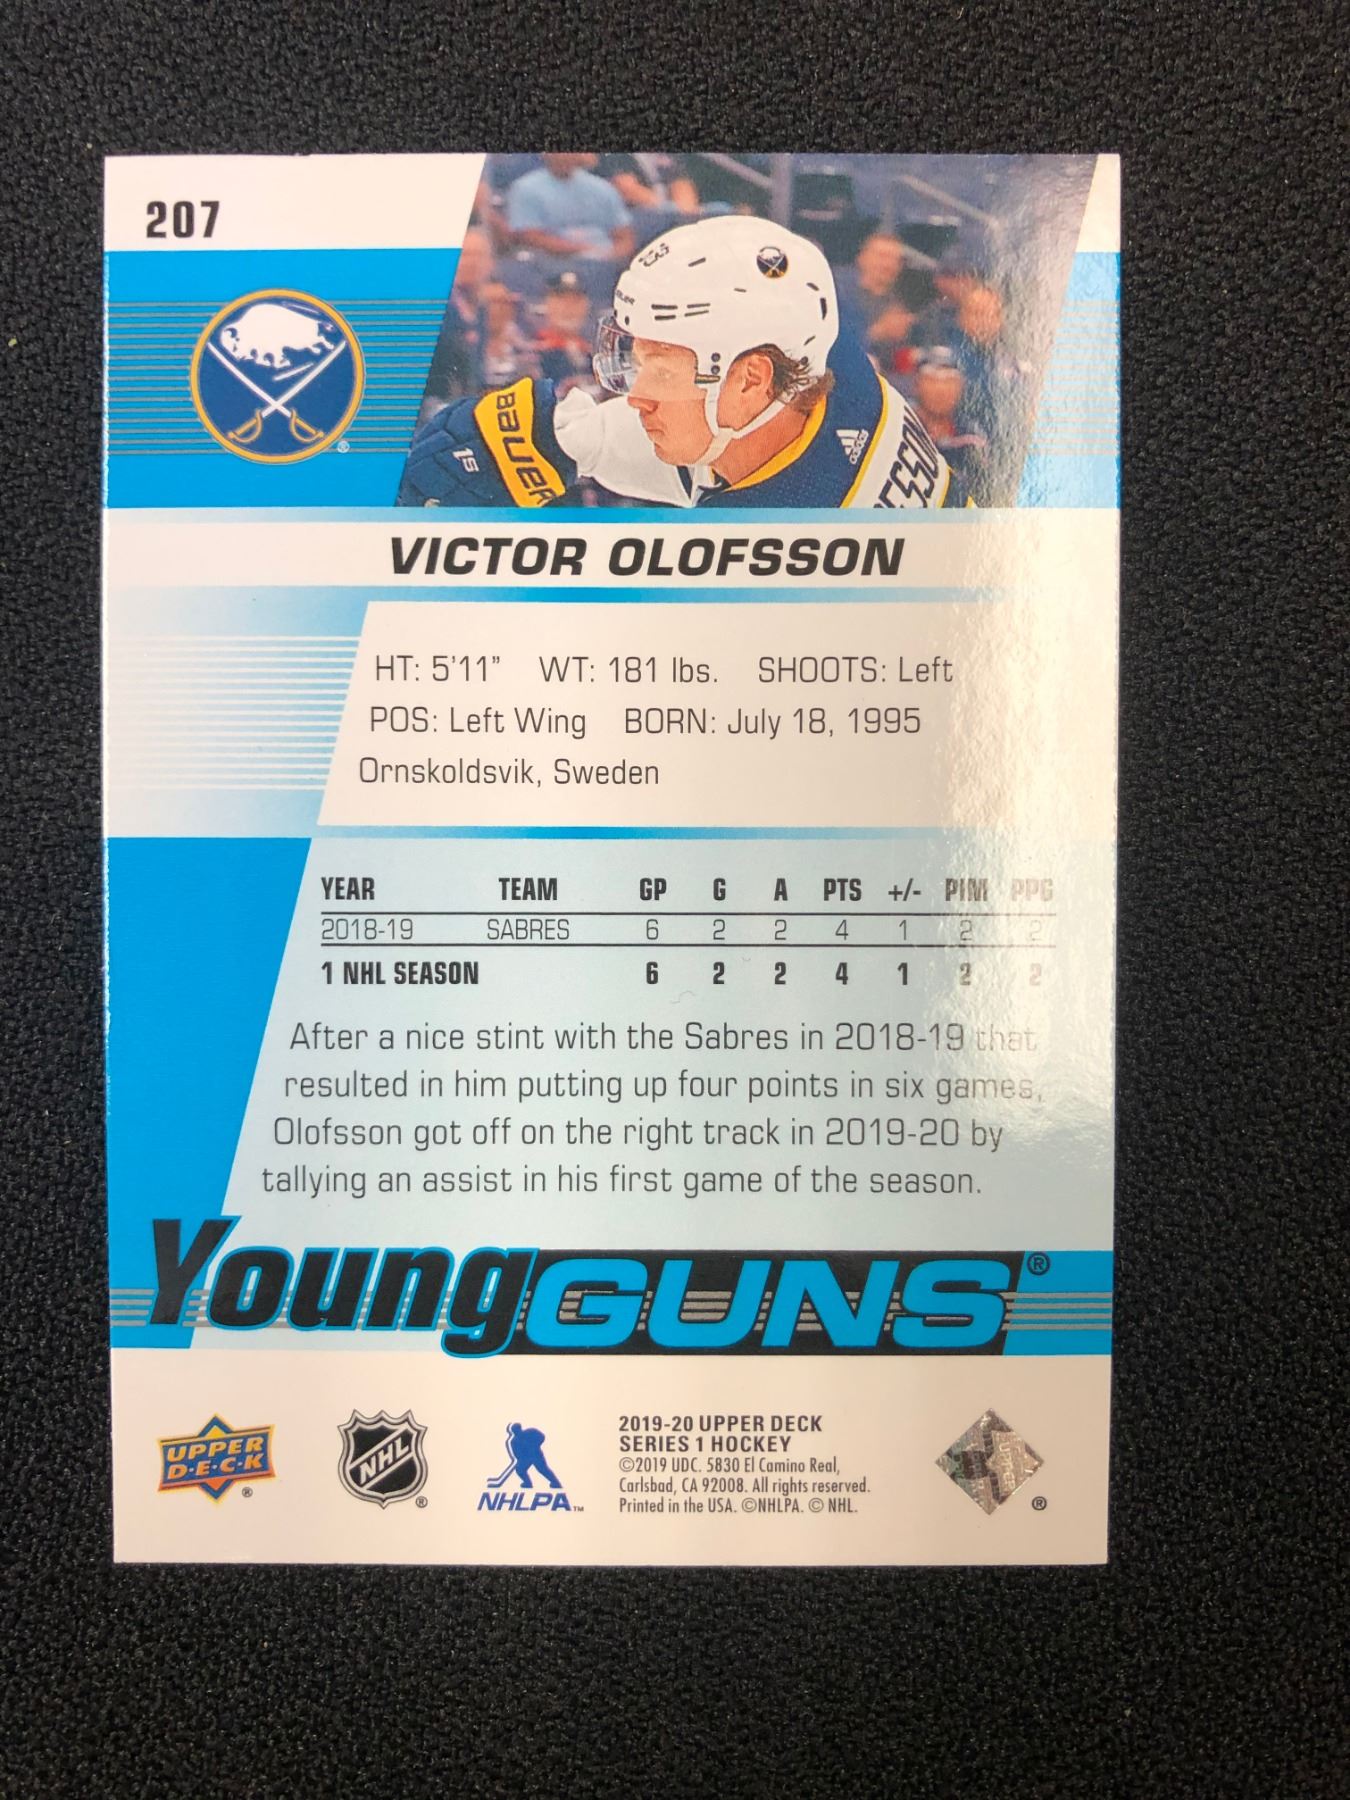 207
BAUER
1S
adidas
ESSON
VICTOR OLOFSSON
HT: 5'11" WT: 181 lbs. SHOOTS: Left
POS: Left Wing BORN: July 18, 1995
Ornskoldsvik, Sweden
YEAR TEAM GP G A PTS +/- PIM PPG
2018-19 SABRES 6 2 2 4 1 2 2
1 NHL SEASON 6 2 2 4 1 2 2
After a nice stint with the Sabres in 2018-19 that
resulted in him putting up four points in six games,
Olofsson got off on the right track in 2019-20 by
tallying an assist in his first game of the season.
Young GUNS®
UPPER
D·E·C·K ®
NHL ®
NHLPA™
2019-20 UPPER DECK
SERIES 1 HOCKEY
©2019 UDC. 5830 El Camino Real,
Carlsbad, CA 92008. All rights reserved.
Printed in the USA. ©NHLPA. © NHL.
®